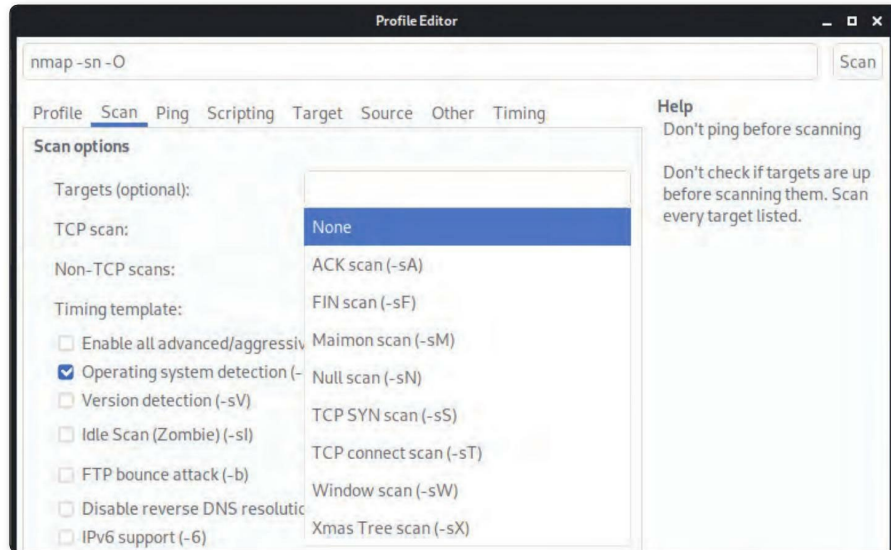 Profile Editor
nmap -sn -O
Scan
Profile Scan Ping Scripting Target Source Other Timing
Scan options
Targets (optional):
TCP scan:
Non-TCP scans:
Timing template:
Enable all advanced/aggressiv
Operating system detection (-
Version detection (-sV)
Idle Scan (Zombie) (-sI)
FTP bounce attack (-b)
Disable reverse DNS resolutio
IPv6 support (-6)
None
ACK scan (-sA)
FIN scan (-sF)
Maimon scan (-sM)
Null scan (-sN)
TCP SYN scan (-sS)
TCP connect scan (-sT)
Window scan (-sW)
Xmas Tree scan (-sX)
Help
Don't ping before scanning
Don't check if targets are up
before scanning them. Scan
every target listed.